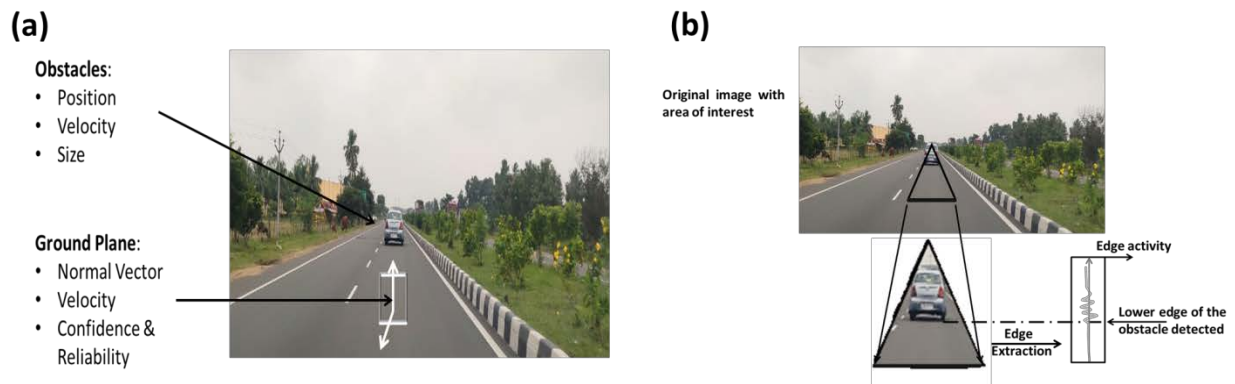 (a)
Obstacles:
• Position
• Velocity
• Size
Ground Plane:
• Normal Vector
• Velocity
• Confidence &
Reliability
(b)
Original image with
area of interest
Edge activity
Lower edge of the
obstacle detected
Edge
Extraction